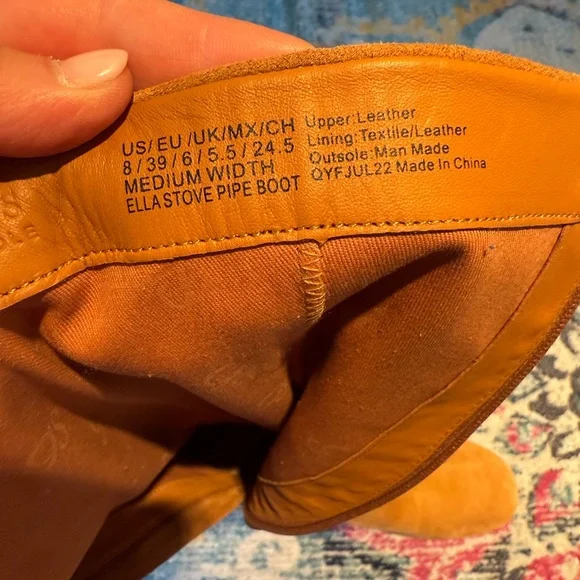 US/ EU /UK/MX/CH
8 / 39 / 6 / 5.5 / 24.5
MEDIUM WIDTH
ELLA STOVE PIPE BOOT
Upper:Leather
Lining:Textile/Leather
Outsole:Man Made
QYFJUL22 Made In China